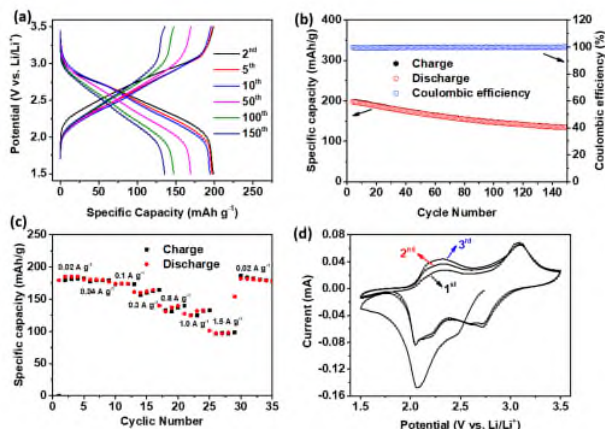 (a)
Potential (V vs. Li/Li⁺)
3.5
3.0
2.5
2.0
1.5
2ⁿᵈ
5ᵗʰ
10ᵗʰ
50ᵗʰ
100ᵗʰ
150ᵗʰ
0 50 100 150 200 250
Specific Capacity (mAh g⁻¹)
(b)
Specific capacity (mAh/g)
400
300
200
100
0
Charge
Discharge
Coulombic efficiency
120
100
80
60
40
20
0
Coulombic efficiency (%)
0 20 40 60 80 100 120 140
Cycle Number
(c)
Specific capacity (mAh/g)
250
200
150
100
50
0
Charge
Discharge
0.02 A g⁻¹
0.04 A g⁻¹
0.1 A g⁻¹
0.8 A g⁻¹
1.0 A g⁻¹
1.5 A g⁻¹
0.02 A g⁻¹
0 5 10 15 20 25 30 35
Cyclic Number
(d)
Current (mA)
0.08
0.04
0.00
-0.04
-0.08
-0.12
-0.16
2ⁿᵈ
3ʳᵈ
1ˢᵗ
1.5 2.0 2.5 3.0 3.5
Potential (V vs. Li/Li⁺)